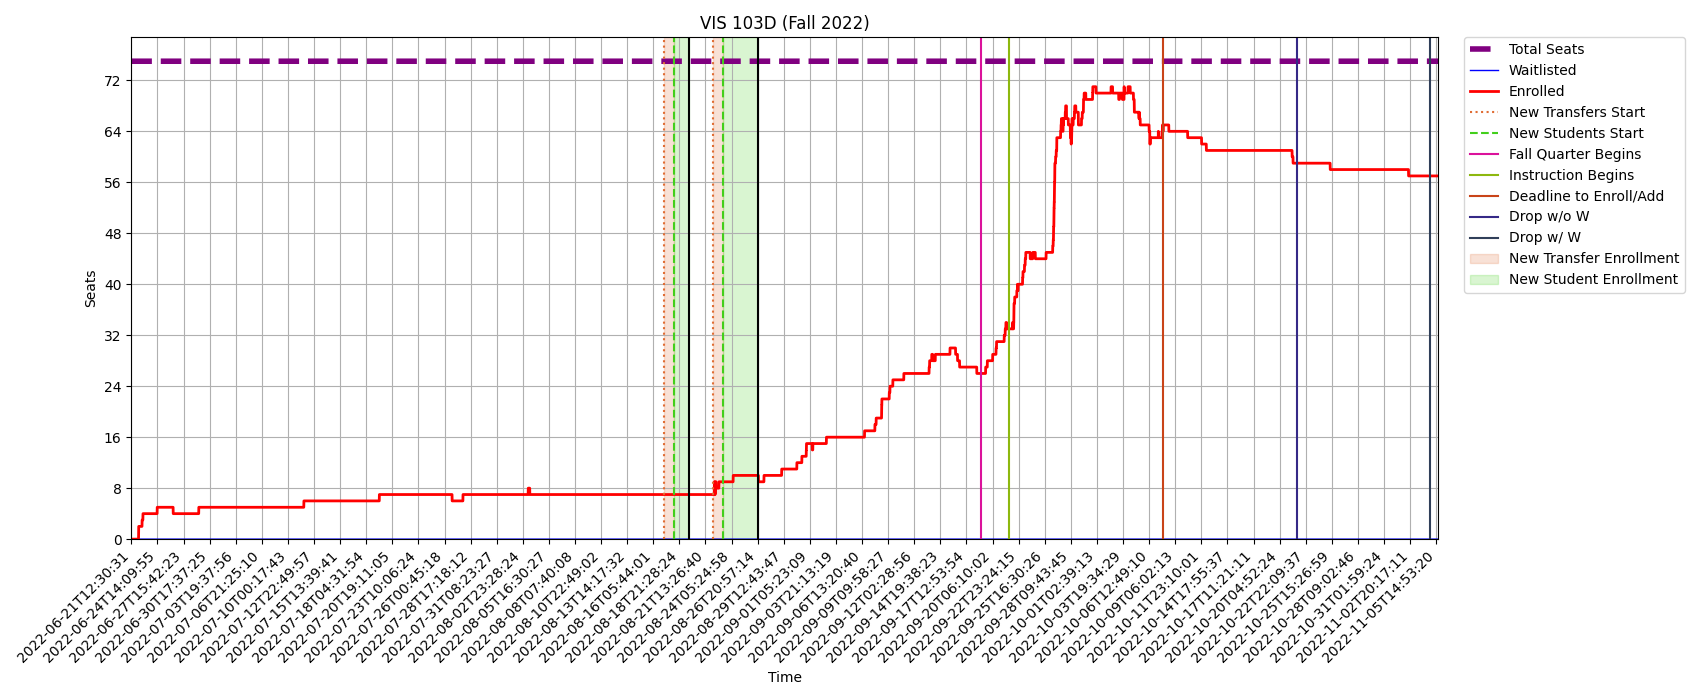 VIS 103D (Fall 2022)
Seats
72
64
56
48
40
32
24
16
8
0
2022-06-21T12:30:31
2022-06-24T14:09:55
2022-06-27T15:42:23
2022-06-30T17:37:25
2022-07-03T19:37:56
2022-07-06T21:25:10
2022-07-10T00:17:43
2022-07-12T22:49:57
2022-07-15T13:39:41
2022-07-18T04:31:54
2022-07-20T19:11:05
2022-07-23T10:06:24
2022-07-26T00:45:18
2022-07-28T17:18:12
2022-07-31T08:23:27
2022-08-02T23:28:24
2022-08-05T16:30:27
2022-08-08T07:40:08
2022-08-10T22:49:02
2022-08-13T14:17:32
2022-08-16T05:44:01
2022-08-18T21:28:24
2022-08-21T13:26:40
2022-08-24T05:24:58
2022-08-26T20:57:14
2022-08-29T12:43:47
2022-09-01T05:23:09
2022-09-03T21:13:19
2022-09-06T13:20:40
2022-09-09T09:58:27
2022-09-12T02:28:56
2022-09-14T19:38:23
2022-09-17T12:53:54
2022-09-20T06:10:02
2022-09-22T23:24:15
2022-09-25T16:30:26
2022-09-28T09:43:45
2022-10-01T02:39:13
2022-10-03T19:34:29
2022-10-06T12:49:10
2022-10-09T06:02:13
2022-10-11T23:10:01
2022-10-14T17:55:37
2022-10-17T11:21:11
2022-10-20T04:52:24
2022-10-22T22:09:37
2022-10-25T15:26:59
2022-10-28T09:02:46
2022-10-31T01:59:24
2022-11-02T20:17:11
2022-11-05T14:53:20
Time
Total Seats
Waitlisted
Enrolled
New Transfers Start
New Students Start
Fall Quarter Begins
Instruction Begins
Deadline to Enroll/Add
Drop w/o W
Drop w/ W
New Transfer Enrollment
New Student Enrollment